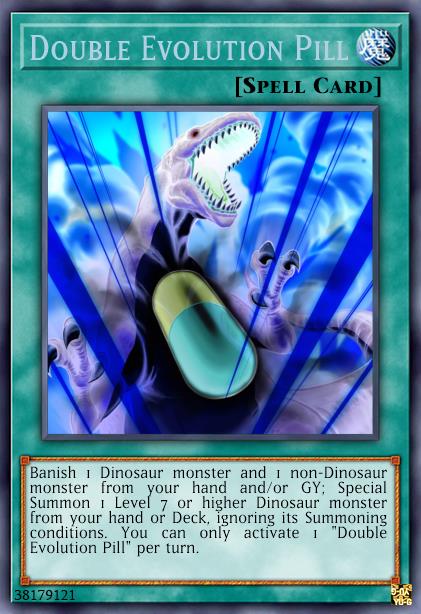 Double Evolution Pill 魔
[Spell Card]
Banish 1 Dinosaur monster and 1 non-Dinosaur
monster from your hand and/or GY; Special
Summon 1 Level 7 or higher Dinosaur monster
from your hand or Deck, ignoring its Summoning
conditions. You can only activate 1 "Double
Evolution Pill" per turn.
38179121